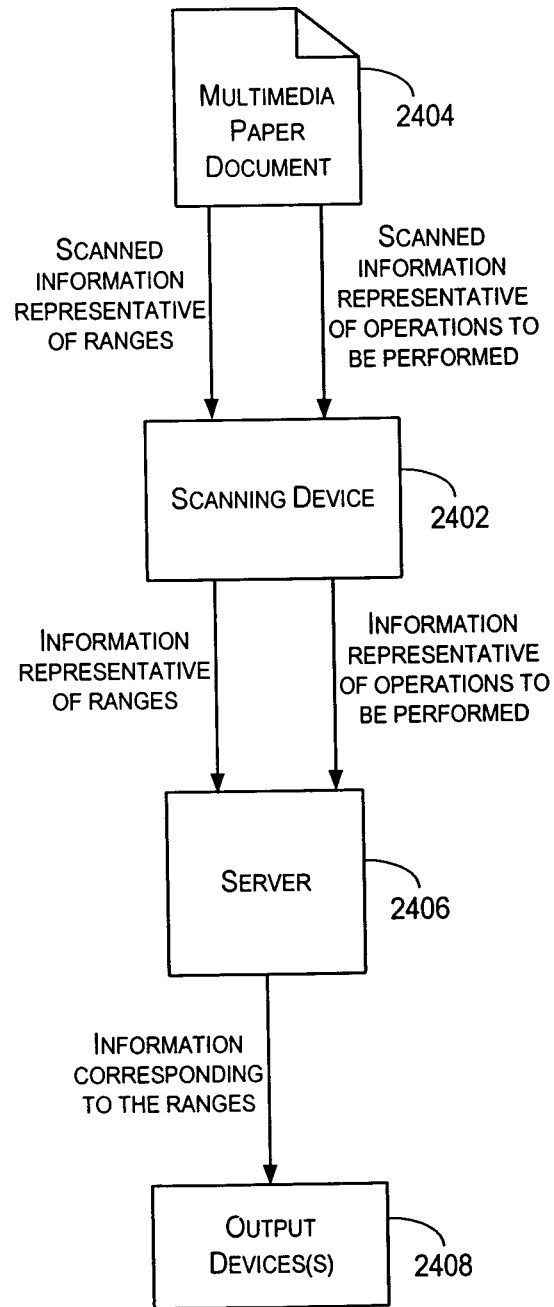 MULTIMEDIA
PAPER
DOCUMENT
2404
SCANNED
INFORMATION
REPRESENTATIVE
OF RANGES
SCANNED
INFORMATION
REPRESENTATIVE
OF OPERATIONS TO
BE PERFORMED
SCANNING DEVICE
2402
INFORMATION
REPRESENTATIVE
OF RANGES
INFORMATION
REPRESENTATIVE
OF OPERATIONS TO
BE PERFORMED
SERVER
2406
INFORMATION
CORRESPONDING
TO THE RANGES
OUTPUT
DEVICES(S)
2408